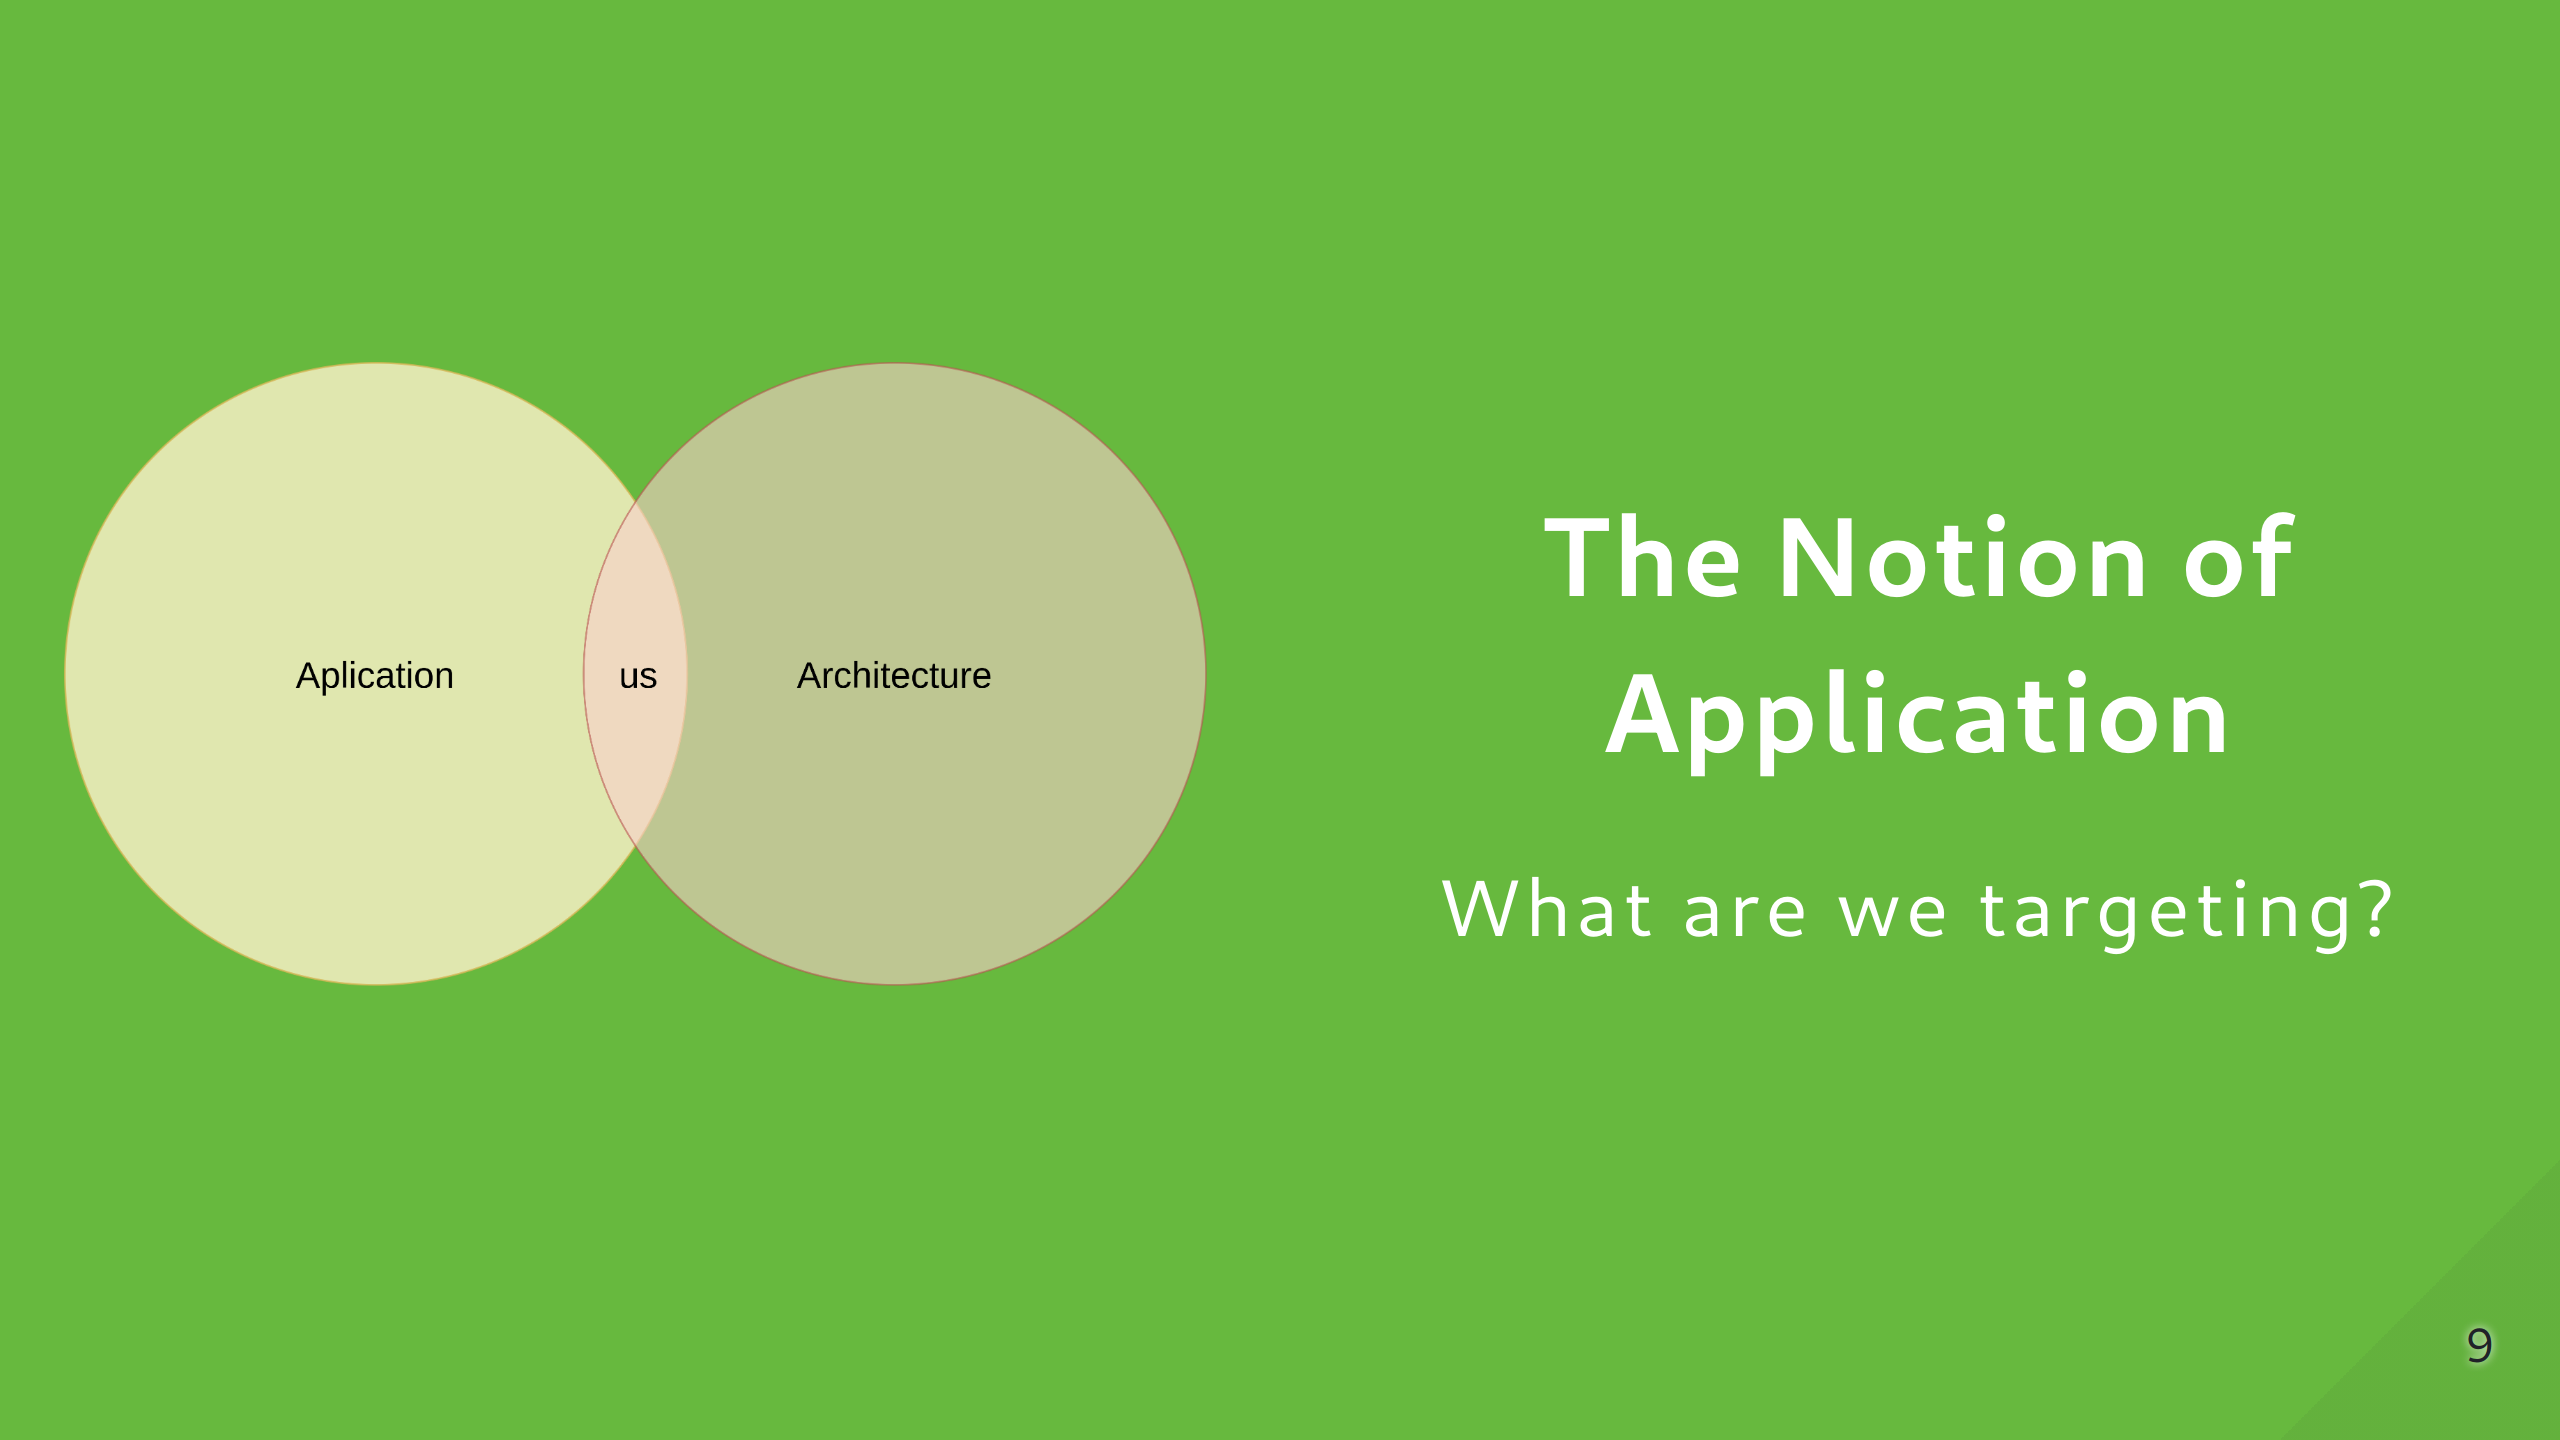 Aplication
us
Architecture
The Notion of
Application
What are we targeting?
9